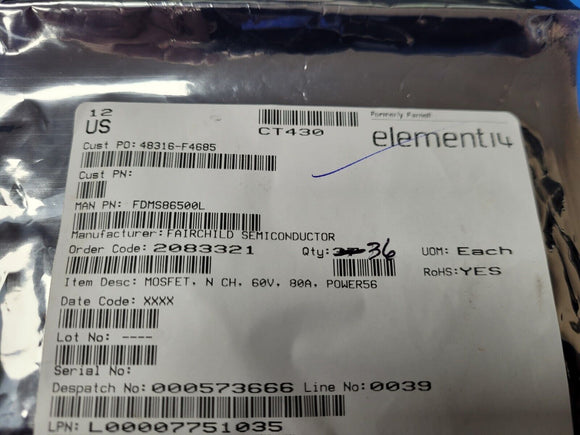 12
US
CT430
Formerly Farnell
element14
Cust PO: 48316-F4685
Cust PN:
MAN PN: FDMS86500L
Manufacturer: FAIRCHILD SEMICONDUCTOR
Order Code: 2083321 Qty: 36 UOM: Each
RoHS: YES
Item Desc: MOSFET, N CH, 60V, 80A, POWER56
Date Code: XXXX
Lot No: ----
Serial No:
Despatch No: 000573666 Line No: 0039
LPN: L00007751035